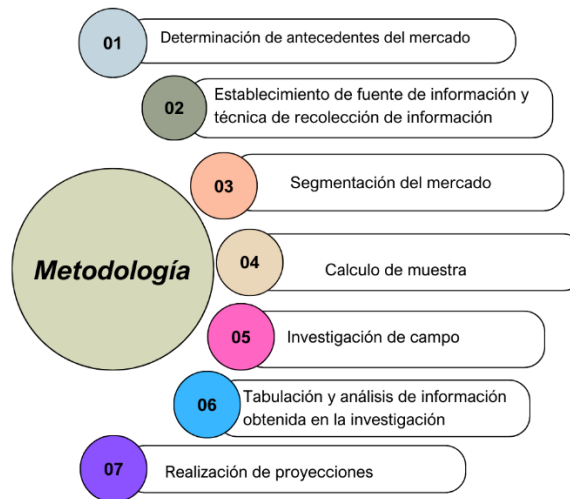 01
Determinación de antecedentes del mercado
02
Establecimiento de fuente de información y
técnica de recolección de información
03
Segmentación del mercado
Metodología
04
Calculo de muestra
05
Investigación de campo
06
Tabulación y análisis de información
obtenida en la investigación
07
Realización de proyecciones